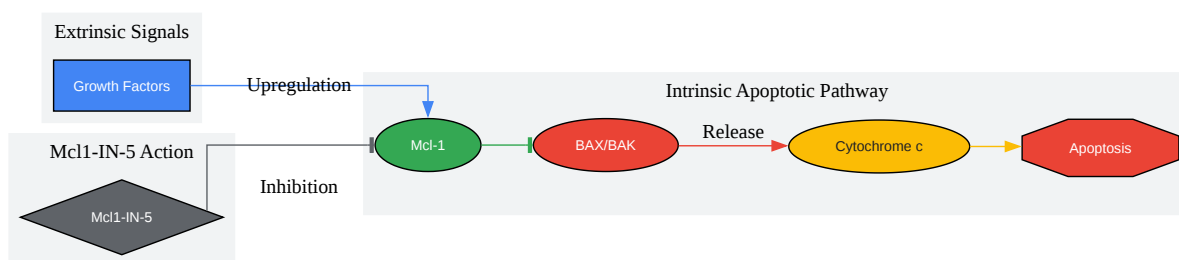 Extrinsic Signals
Growth Factors
Upregulation
Intrinsic Apoptotic Pathway
Mcl-1
BAX/BAK
Release
Cytochrome c
Apoptosis
Mcl1-IN-5 Action
Inhibition
Mcl1-IN-5